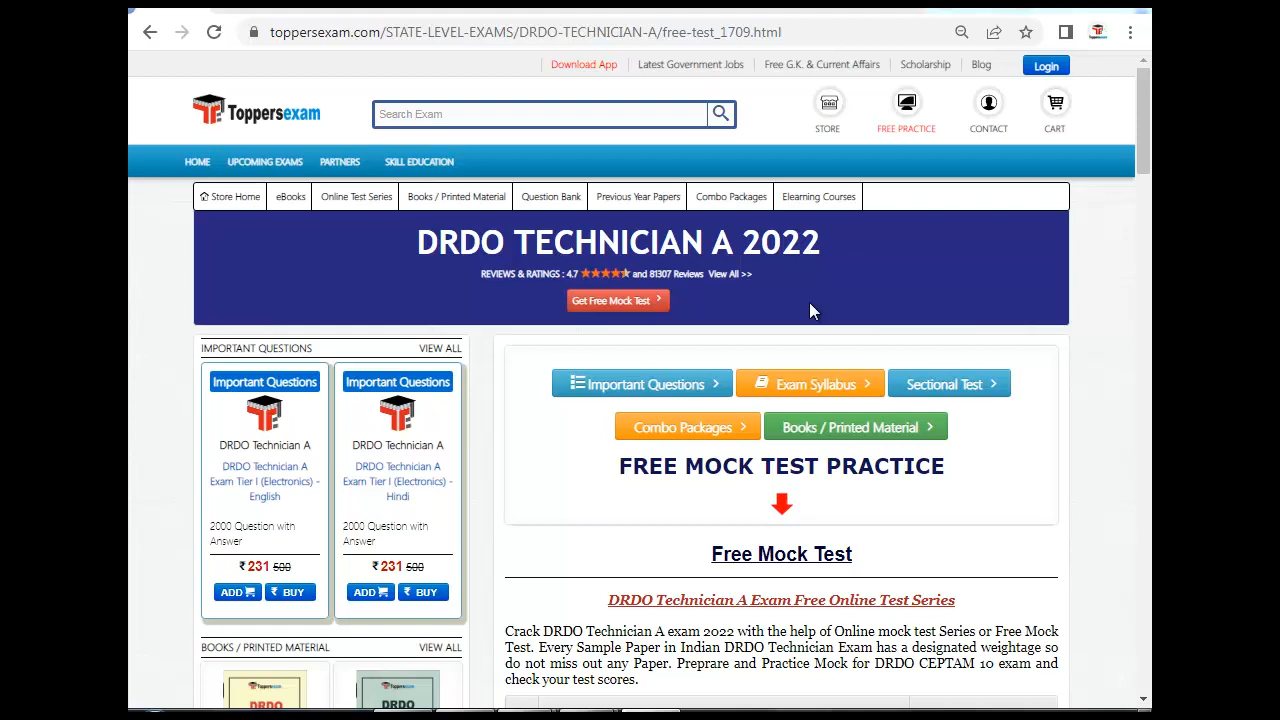 toppersexam.com/STATE-LEVEL-EXAMS/DRDO-TECHNICIAN-A/free-test_1709.html
Download App
Latest Government Jobs
Free G.K. & Current Affairs
Scholarship
Blog
Login
Toppersexam
Search Exam
STORE
FREE PRACTICE
CONTACT
CART
HOME
UPCOMING EXAMS
PARTNERS
SKILL EDUCATION
Store Home
eBooks
Online Test Series
Books / Printed Material
Question Bank
Previous Year Papers
Combo Packages
Elearning Courses
DRDO TECHNICIAN A 2022
REVIEWS & RATINGS : 4.7 and 81307 Reviews View All >>
Get Free Mock Test
IMPORTANT QUESTIONS
VIEW ALL
Important Questions
DRDO Technician A
DRDO Technician A
Exam Tier I (Electronics) -
English
2000 Question with
Answer
₹ 231 500
ADD
₹ BUY
Important Questions
DRDO Technician A
DRDO Technician A
Exam Tier I (Electronics) -
Hindi
2000 Question with
Answer
₹ 231 500
ADD
₹ BUY
BOOKS / PRINTED MATERIAL
VIEW ALL
Toppersexam
DRDO
Toppersexam
DRDO
Important Questions
Exam Syllabus
Sectional Test
Combo Packages
Books / Printed Material
FREE MOCK TEST PRACTICE
Free Mock Test
DRDO Technician A Exam Free Online Test Series
Crack DRDO Technician A exam 2022 with the help of Online mock test Series or Free Mock
Test. Every Sample Paper in Indian DRDO Technician Exam has a designated weightage so
do not miss out any Paper. Preprare and Practice Mock for DRDO CEPTAM 10 exam and
check your test scores.